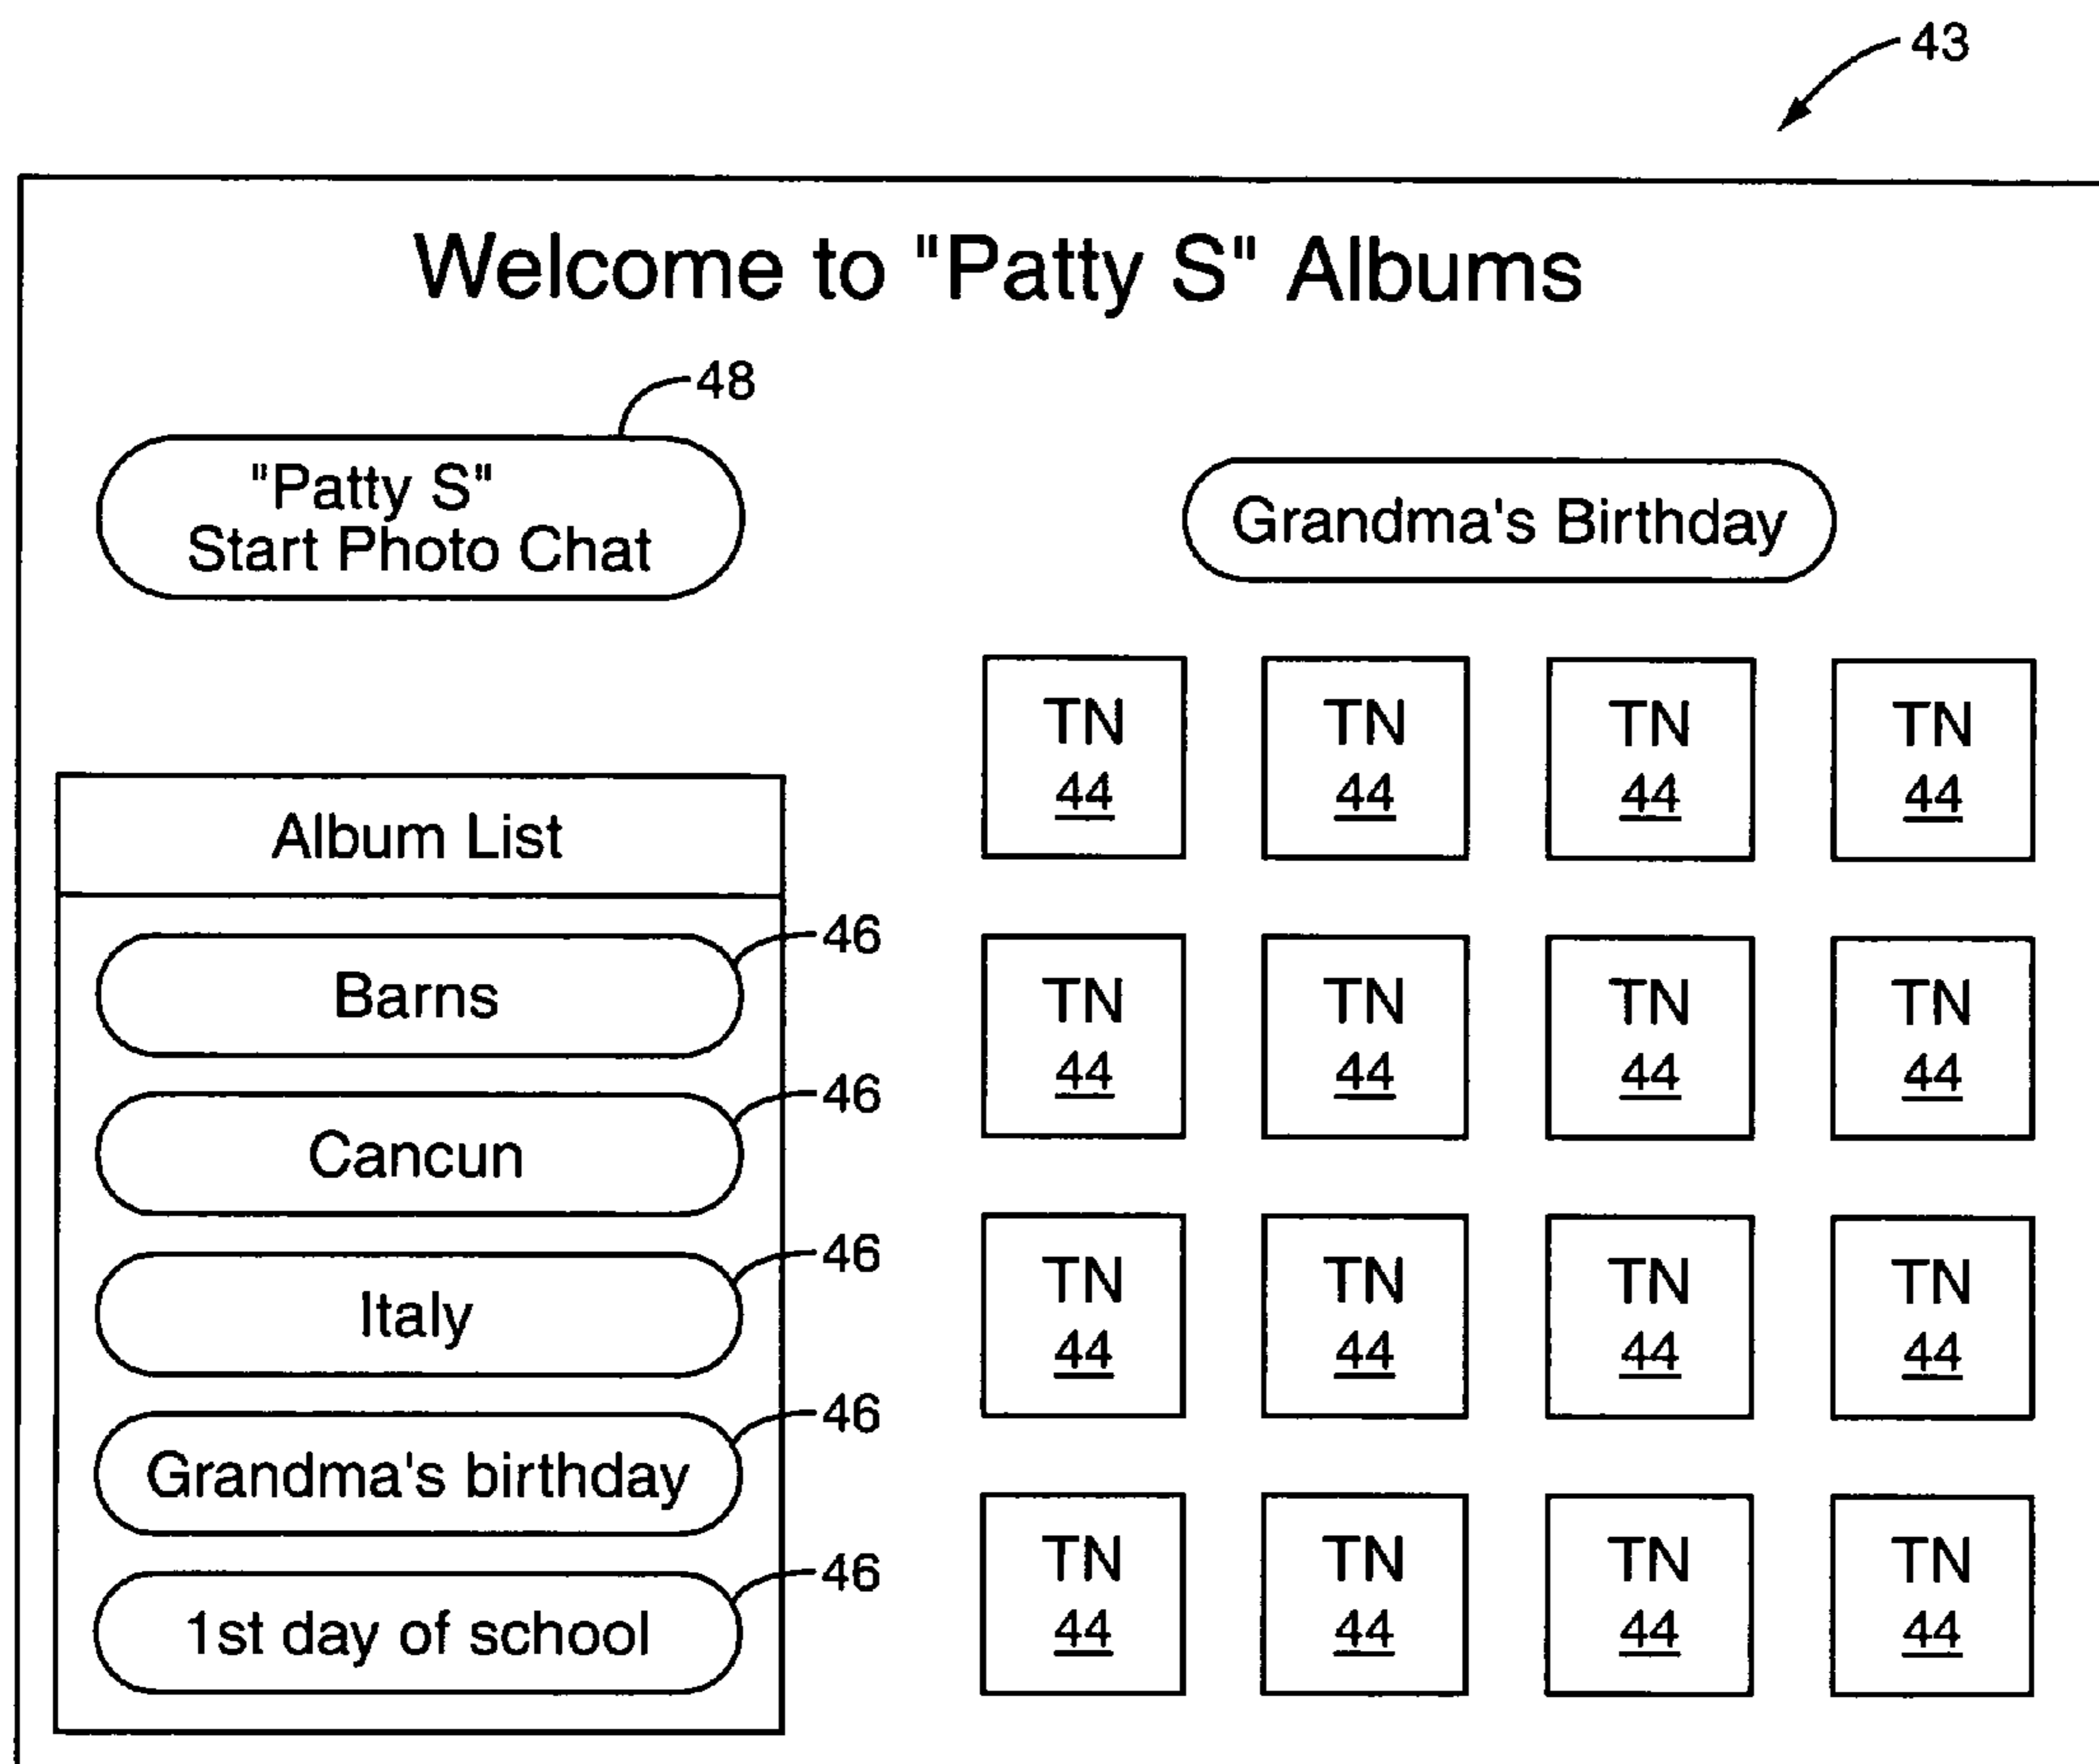 43
Welcome to "Patty S" Albums
48
"Patty S"
Start Photo Chat
Grandma's Birthday
Album List
46
Barns
46
Cancun
46
Italy
46
Grandma's birthday
46
1st day of school
TN TN TN TN
44 44 44 44
TN TN TN TN
44 44 44 44
TN TN TN TN
44 44 44 44
TN TN TN TN
44 44 44 44